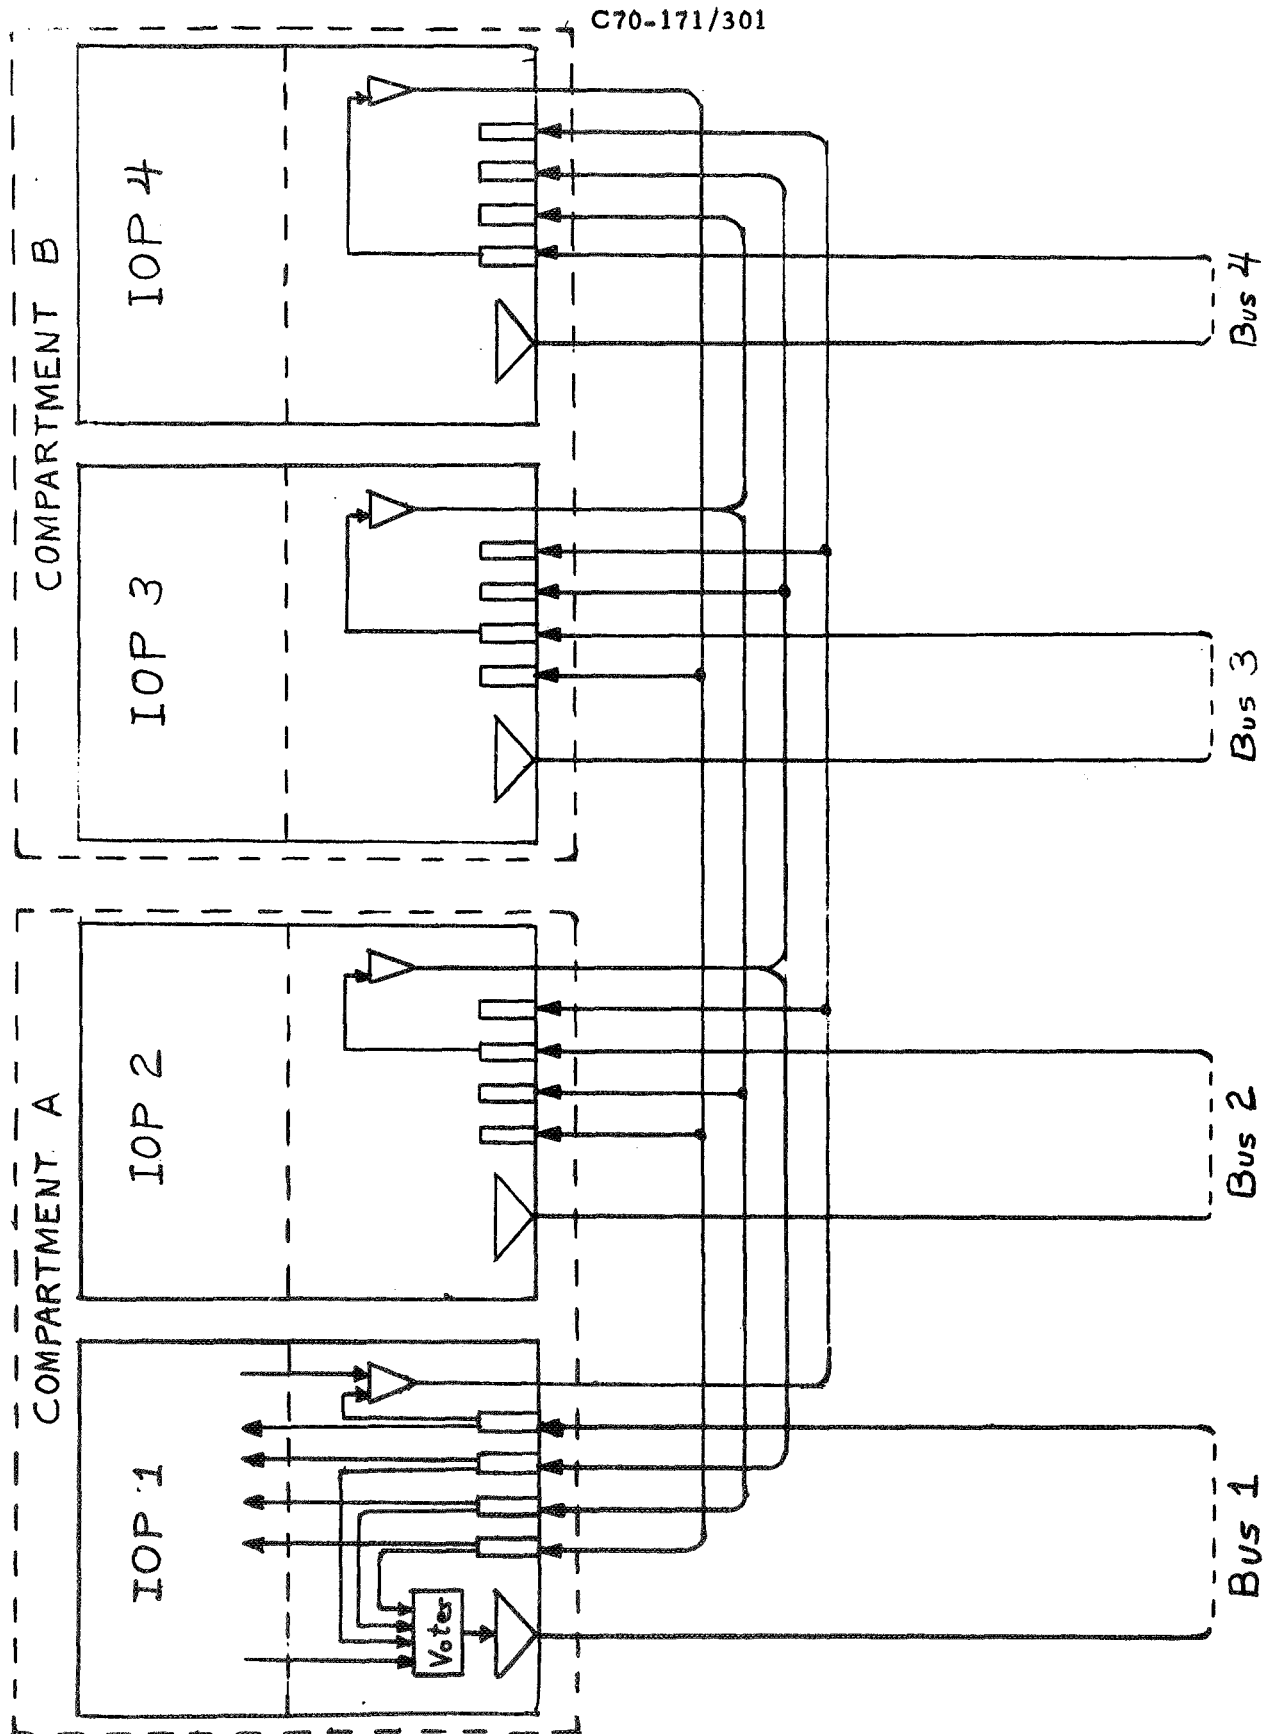 C70-171/301
COMPARTMENT A
COMPARTMENT B
IOP 1
IOP 2
IOP 3
IOP 4
Voter
Bus 1
Bus 2
Bus 3
Bus 4